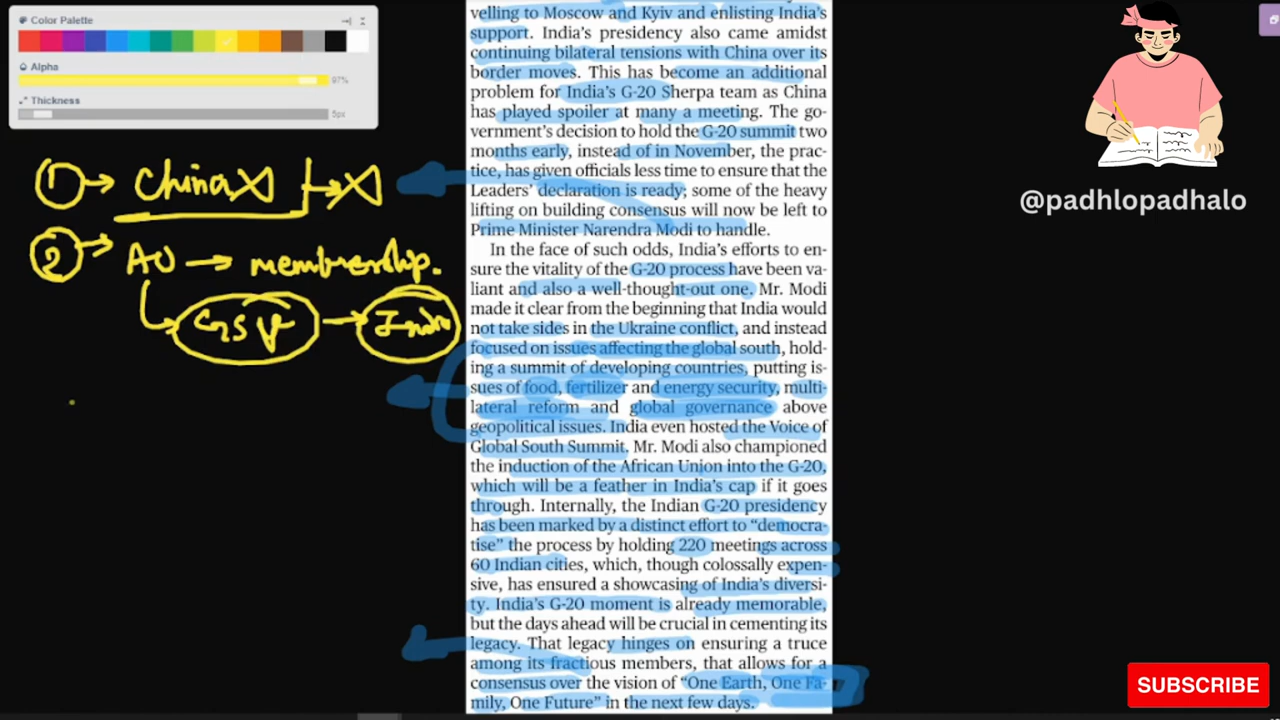 Color Palette
Alpha
97%
Thickness
5px
1 → China X → X
2 → AU → membership.
GSV → India
velling to Moscow and Kyiv and enlisting India's
support. India's presidency also came amidst
continuing bilateral tensions with China over its
border moves. This has become an additional
problem for India's G-20 Sherpa team as China
has played spoiler at many a meeting. The go-
vernment's decision to hold the G-20 summit two
months early, instead of in November, the prac-
tice, has given officials less time to ensure that the
Leaders' declaration is ready; some of the heavy
lifting on building consensus will now be left to
Prime Minister Narendra Modi to handle.
In the face of such odds, India's efforts to en-
sure the vitality of the G-20 process have been va-
liant and also a well-thought-out one. Mr. Modi
made it clear from the beginning that India would
not take sides in the Ukraine conflict, and instead
focused on issues affecting the global south, hold-
ing a summit of developing countries, putting is-
sues of food, fertilizer and energy security, multi-
lateral reform and global governance above
geopolitical issues. India even hosted the Voice of
Global South Summit. Mr. Modi also championed
the induction of the African Union into the G-20,
which will be a feather in India's cap if it goes
through. Internally, the Indian G-20 presidency
has been marked by a distinct effort to "democra-
tise" the process by holding 220 meetings across
60 Indian cities, which, though colossally expen-
sive, has ensured a showcasing of India's diversi-
ty. India's G-20 moment is already memorable,
but the days ahead will be crucial in cementing its
legacy. That legacy hinges on ensuring a truce
among its fractious members, that allows for a
consensus over the vision of "One Earth, One Fa-
mily, One Future" in the next few days.
@padhlopadhalo
SUBSCRIBE